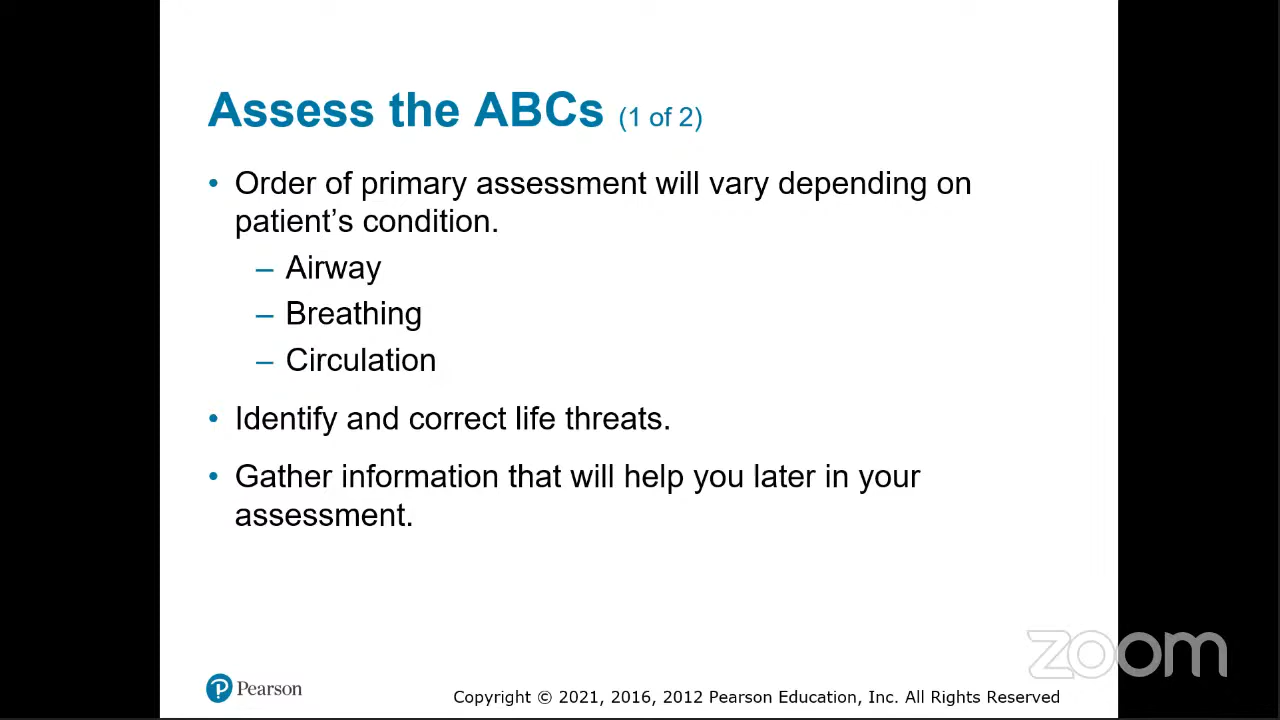 Assess the ABCs (1 of 2)
• Order of primary assessment will vary depending on
patient’s condition.
– Airway
– Breathing
– Circulation
• Identify and correct life threats.
• Gather information that will help you later in your
assessment.
zoom
Pearson
Copyright © 2021, 2016, 2012 Pearson Education, Inc. All Rights Reserved